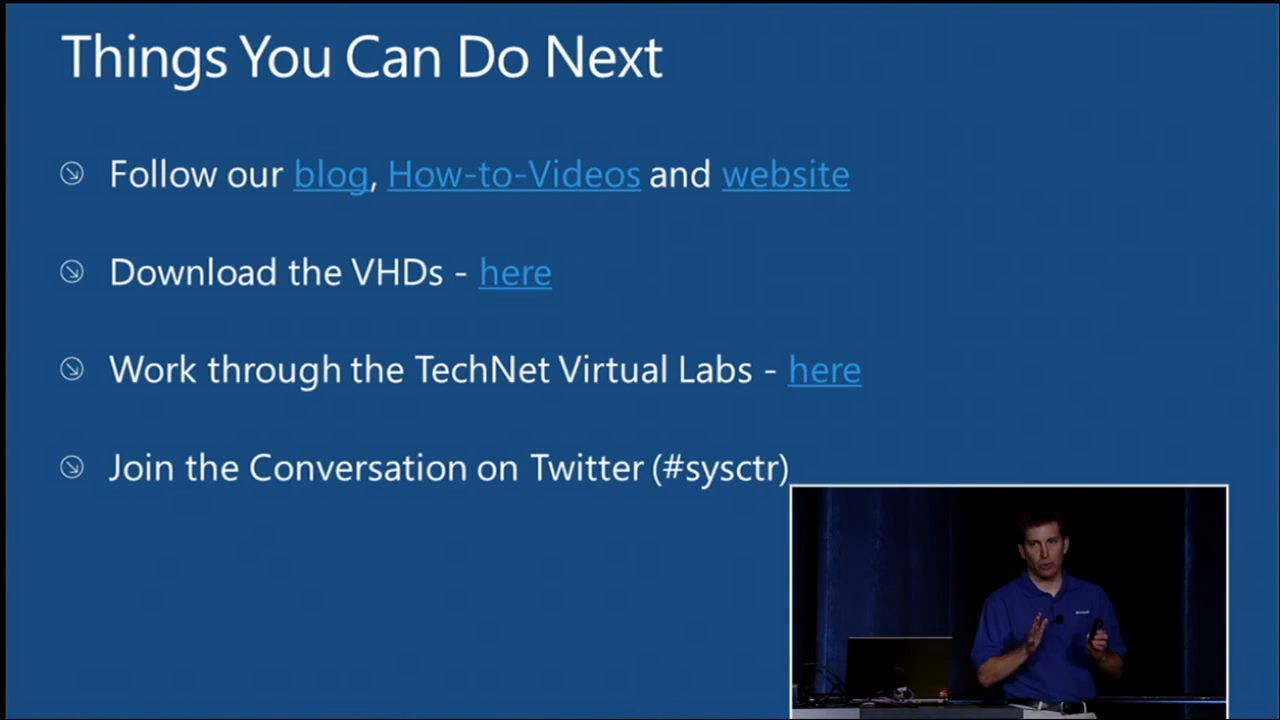 Things You Can Do Next
Follow our blog, How-to-Videos and website
Download the VHDs - here
Work through the TechNet Virtual Labs - here
Join the Conversation on Twitter (#sysctr)